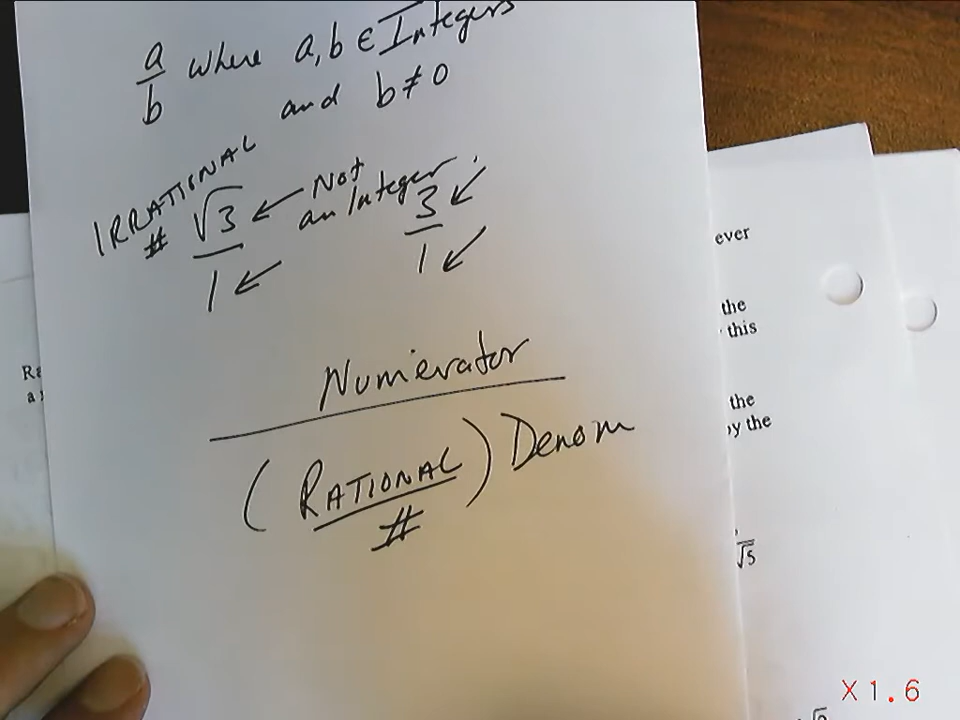 a/b where a, b ∈ Integers
and b ≠ 0
IRRATIONAL
#
√3 ← Not
an Integer
1
3
1
Numerator
(RATIONAL) Denom
#
ever
the
this
the
by the
√5
X1.6